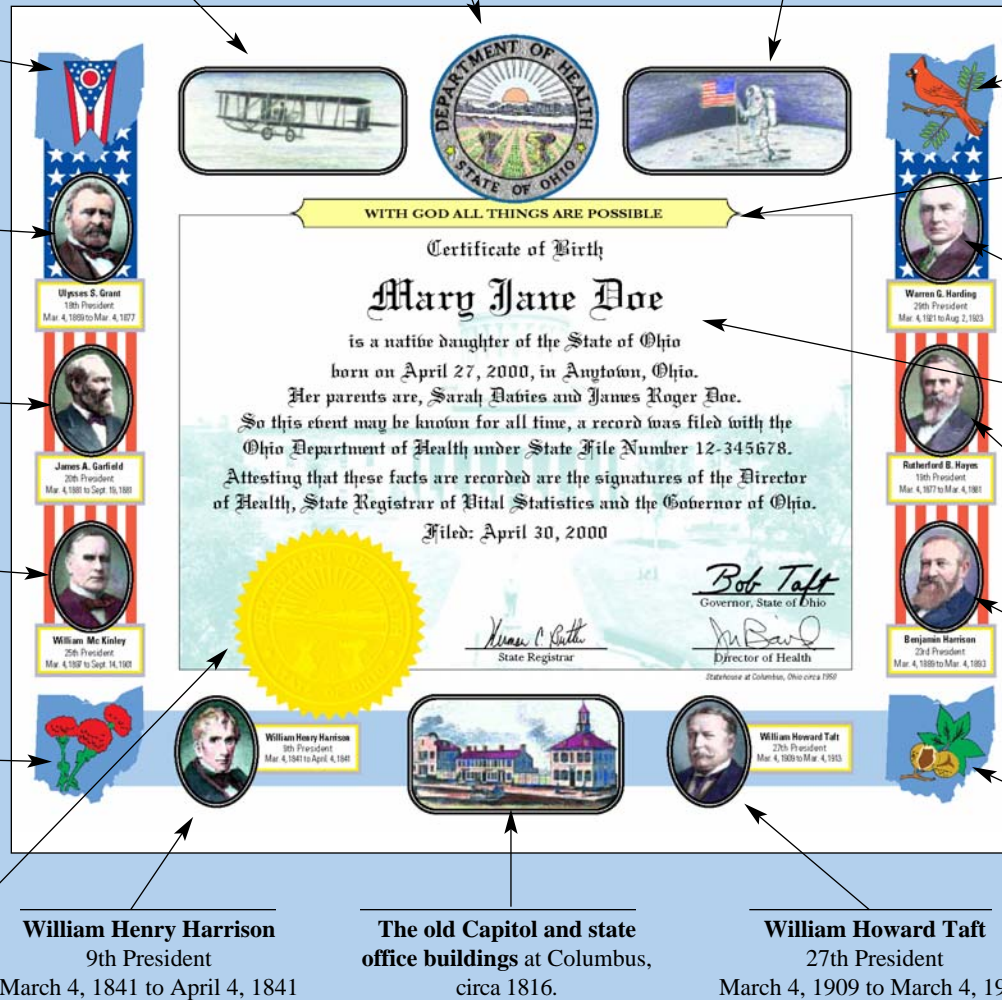 DEPARTMENT OF HEALTH
STATE OF OHIO
WITH GOD ALL THINGS ARE POSSIBLE
Certificate of Birth
Mary Jane Doe
is a native daughter of the State of Ohio
born on April 27, 2000, in Anytown, Ohio.
Her parents are, Sarah Davies and James Roger Doe.
So this event may be known for all time, a record was filed with the
Ohio Department of Health under State File Number 12-345678.
Attesting that these facts are recorded are the signatures of the Director
of Health, State Registrar of Vital Statistics and the Governor of Ohio.
Filed: April 30, 2000
Bob Taft
Governor, State of Ohio
State Registrar
Director of Health
Statehouse at Columbus, Ohio circa 1950
Ulysses S. Grant
18th President
Mar. 4, 1869 to Mar. 4, 1877
James A. Garfield
20th President
Mar. 4, 1881 to Sept. 19, 1881
William Mc Kinley
25th President
Mar. 4, 1897 to Sept. 14, 1901
Warren G. Harding
29th President
Mar. 4, 1921 to Aug. 2, 1923
Rutherford B. Hayes
19th President
Mar. 4, 1877 to Mar. 4, 1881
Benjamin Harrison
23rd President
Mar. 4, 1889 to Mar. 4, 1893
William Henry Harrison
9th President
Mar. 4, 1841 to April 4, 1841
William Howard Taft
27th President
Mar. 4, 1909 to Mar. 4, 1913
William Henry Harrison
9th President
March 4, 1841 to April 4, 1841
The old Capitol and state
office buildings at Columbus,
circa 1816.
William Howard Taft
27th President
March 4, 1909 to March 4, 19